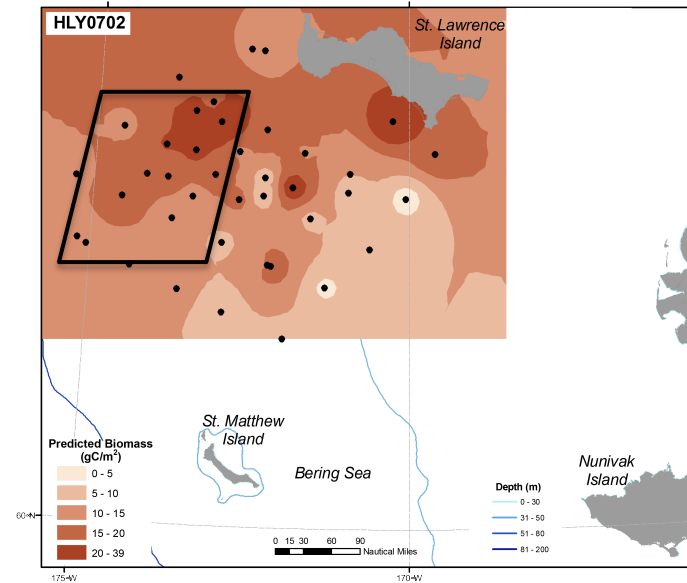 HLY0702
St. Lawrence
Island
St. Matthew
Island
Bering Sea
Nunivak
Island
Predicted Biomass
(gC/m²)
0 - 5
5 - 10
10 - 15
15 - 20
20 - 39
Depth (m)
0 - 30
31 - 50
51 - 80
81 - 200
0 15 30 60 90
Nautical Miles
60°N
175°W
170°W